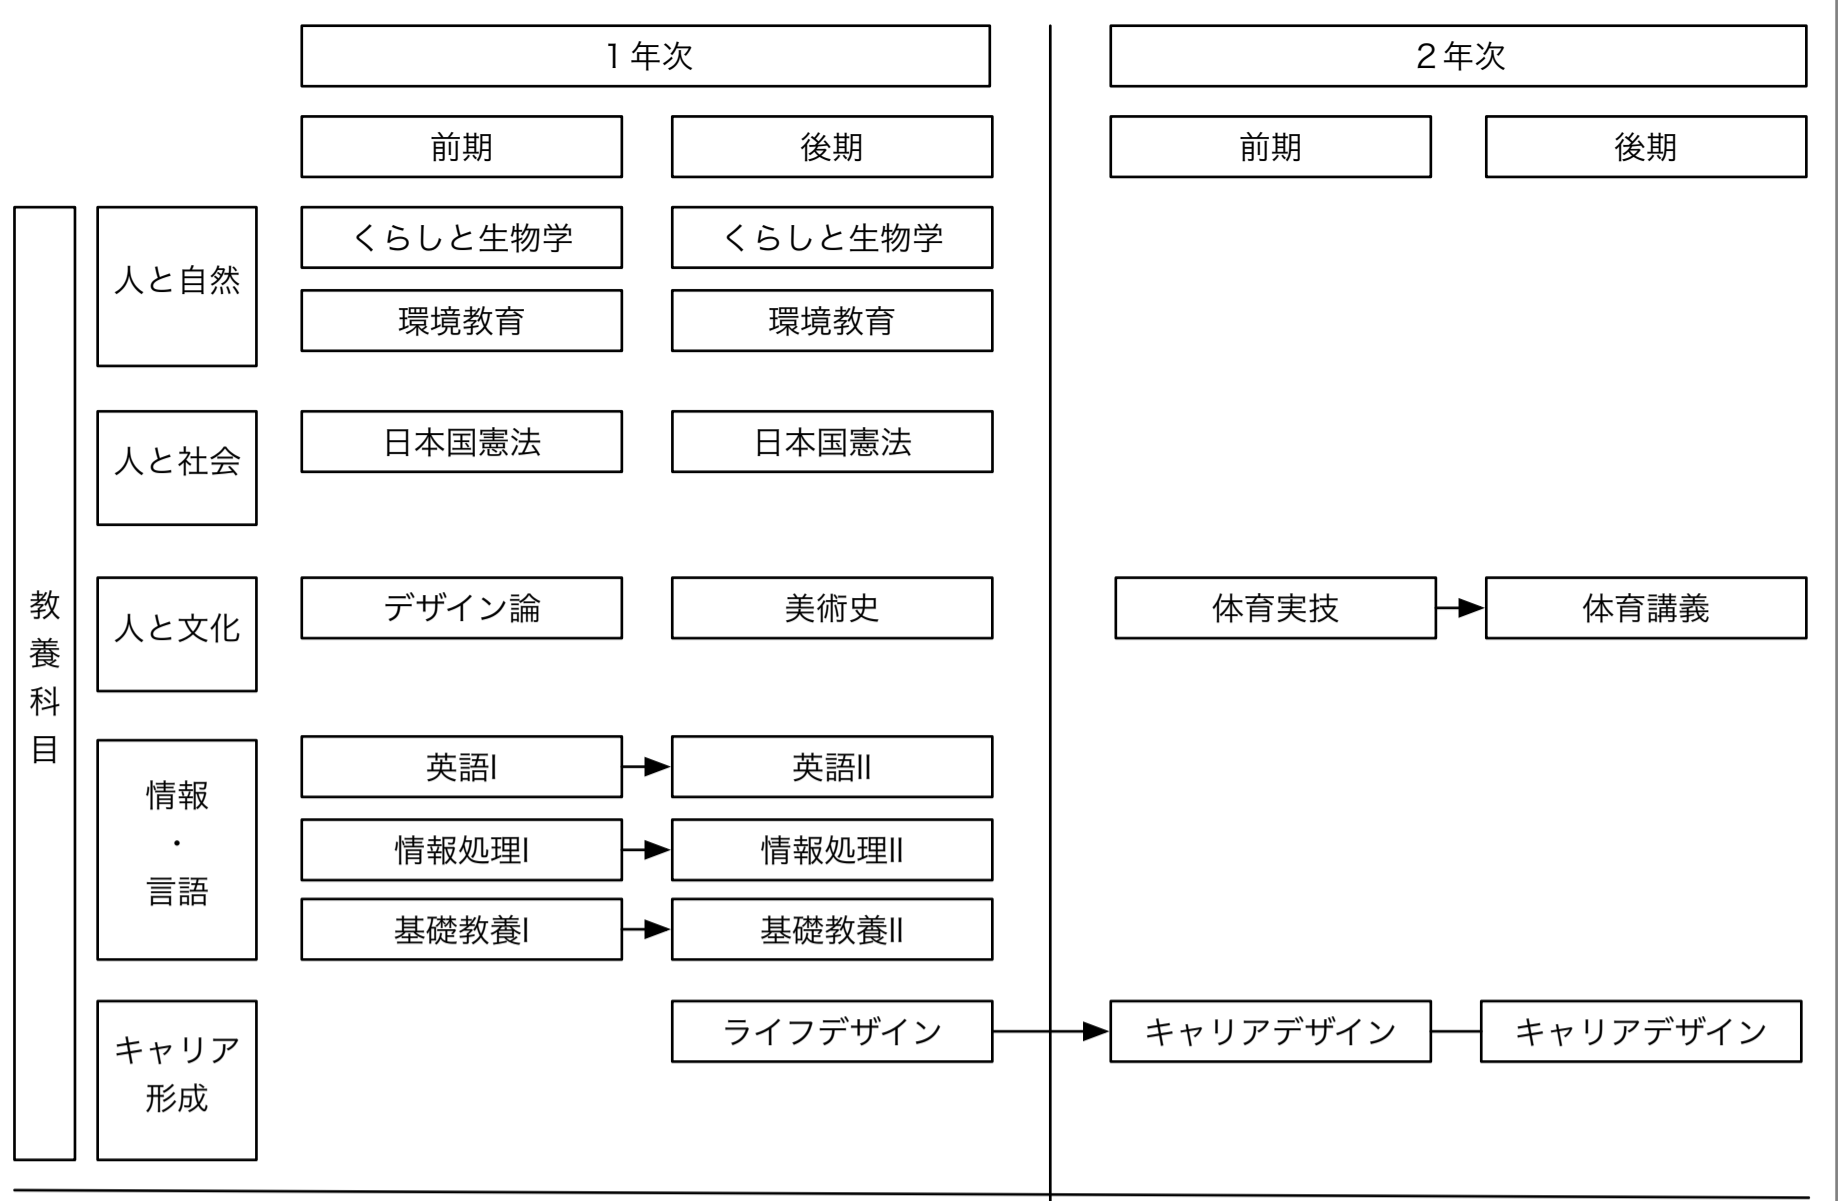 １年次
２年次
前期
後期
前期
後期
教養科目
人と自然
くらしと生物学
くらしと生物学
環境教育
環境教育
人と社会
日本国憲法
日本国憲法
人と文化
デザイン論
美術史
体育実技
体育講義
情報
・
言語
英語I
英語II
情報処理I
情報処理II
基礎教養I
基礎教養II
キャリア
形成
ライフデザイン
キャリアデザイン
キャリアデザイン